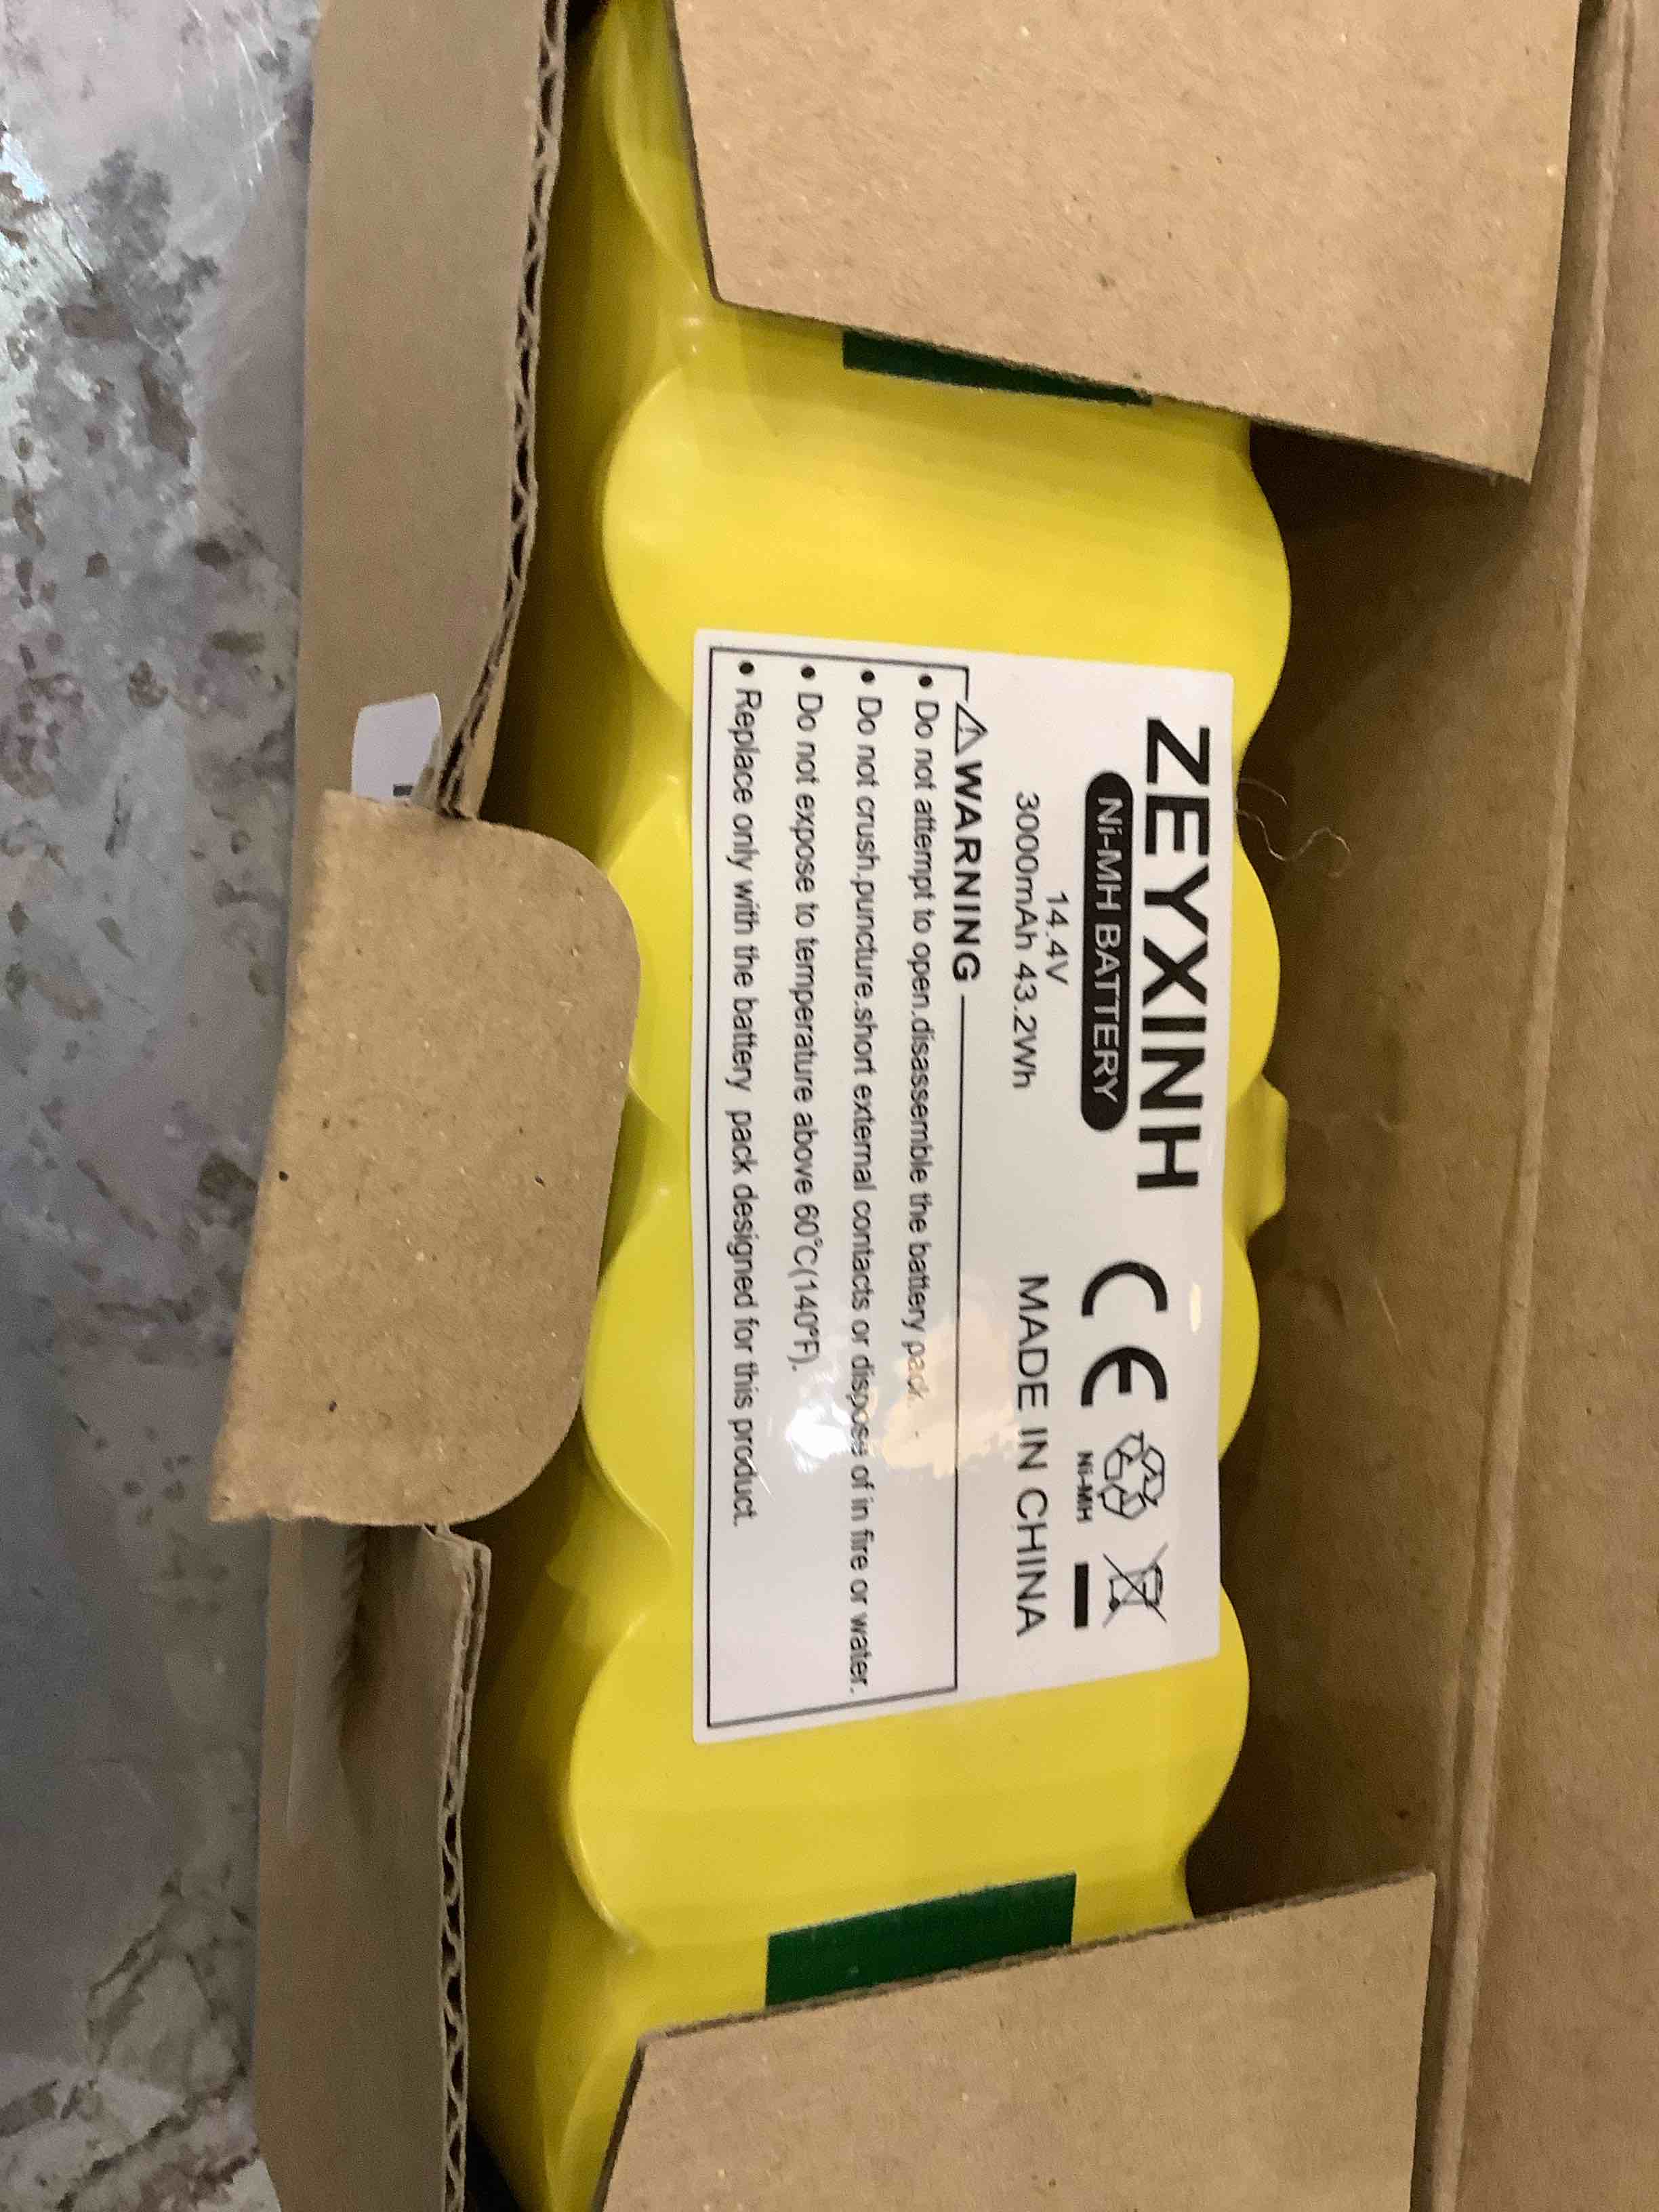 ZEYXINH
Ni-MH BATTERY
14.4V
3000mAh 43.2Wh
Ni-MH
MADE IN CHINA
WARNING
• Do not attempt to open.disassemble the battery pack.
• Do not crush.puncture.short external contacts or dispose of in fire or water.
• Do not expose to temperature above 60°C(140°F).
• Replace only with the battery pack designed for this product.